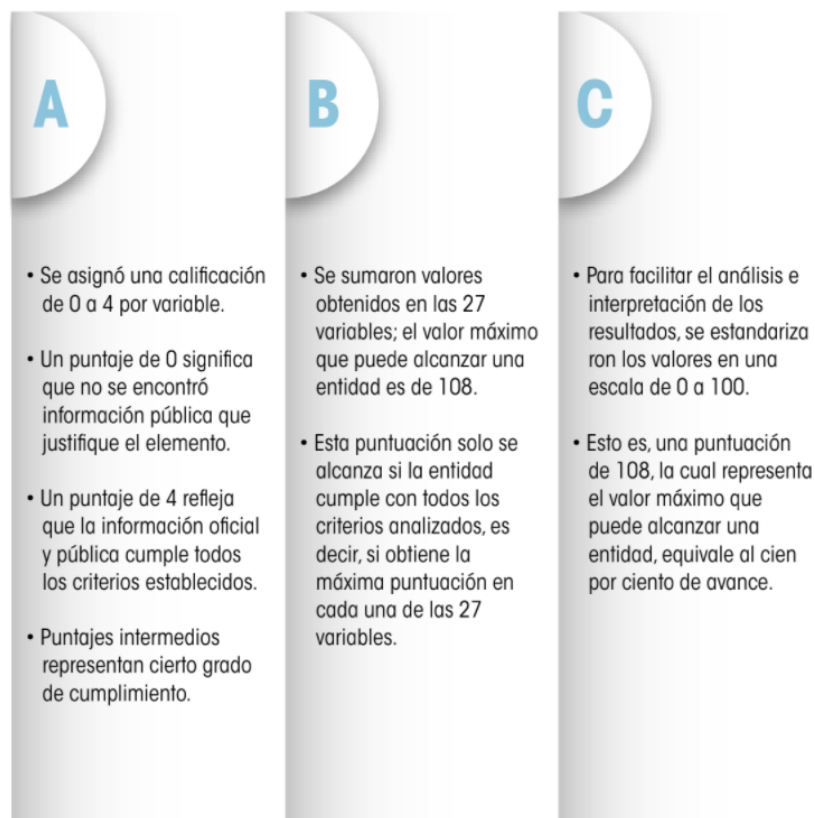 A
• Se asignó una calificación
de 0 a 4 por variable.
• Un puntaje de 0 significa
que no se encontró
información pública que
justifique el elemento.
• Un puntaje de 4 refleja
que la información oficial
y pública cumple todos
los criterios establecidos.
• Puntajes intermedios
representan cierto grado
de cumplimiento.
B
• Se sumaron valores
obtenidos en las 27
variables; el valor máximo
que puede alcanzar una
entidad es de 108.
• Esta puntuación solo se
alcanza si la entidad
cumple con todos los
criterios analizados, es
decir, si obtiene la
máxima puntuación en
cada una de las 27
variables.
C
• Para facilitar el análisis e
interpretación de los
resultados, se estandariza
ron los valores en una
escala de 0 a 100.
• Esto es, una puntuación
de 108, la cual representa
el valor máximo que
puede alcanzar una
entidad, equivale al cien
por ciento de avance.